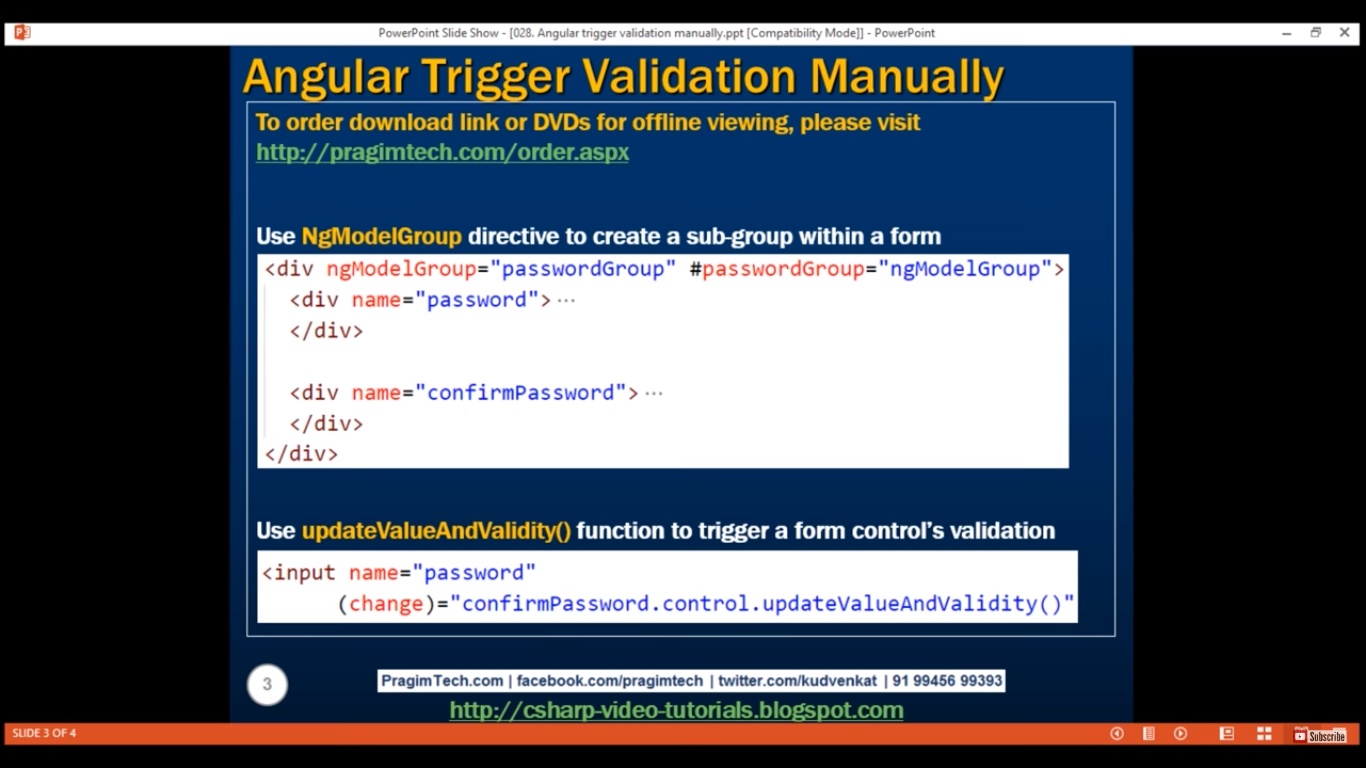 PowerPoint Slide Show - [028. Angular trigger validation manually.ppt [Compatibility Mode]] - PowerPoint
Angular Trigger Validation Manually
To order download link or DVDs for offline viewing, please visit
http://pragimtech.com/order.aspx
Use NgModelGroup directive to create a sub-group within a form
<div ngModelGroup="passwordGroup" #passwordGroup="ngModelGroup">
<div name="password"> ...
</div>
<div name="confirmPassword"> ...
</div>
</div>
Use updateValueAndValidity() function to trigger a form control's validation
<input name="password"
(change)="confirmPassword.control.updateValueAndValidity()"
3
PragimTech.com | facebook.com/pragimtech | twitter.com/kudvenkat | 91 99456 99393
http://csharp-video-tutorials.blogspot.com
SLIDE 3 OF 4
Subscribe